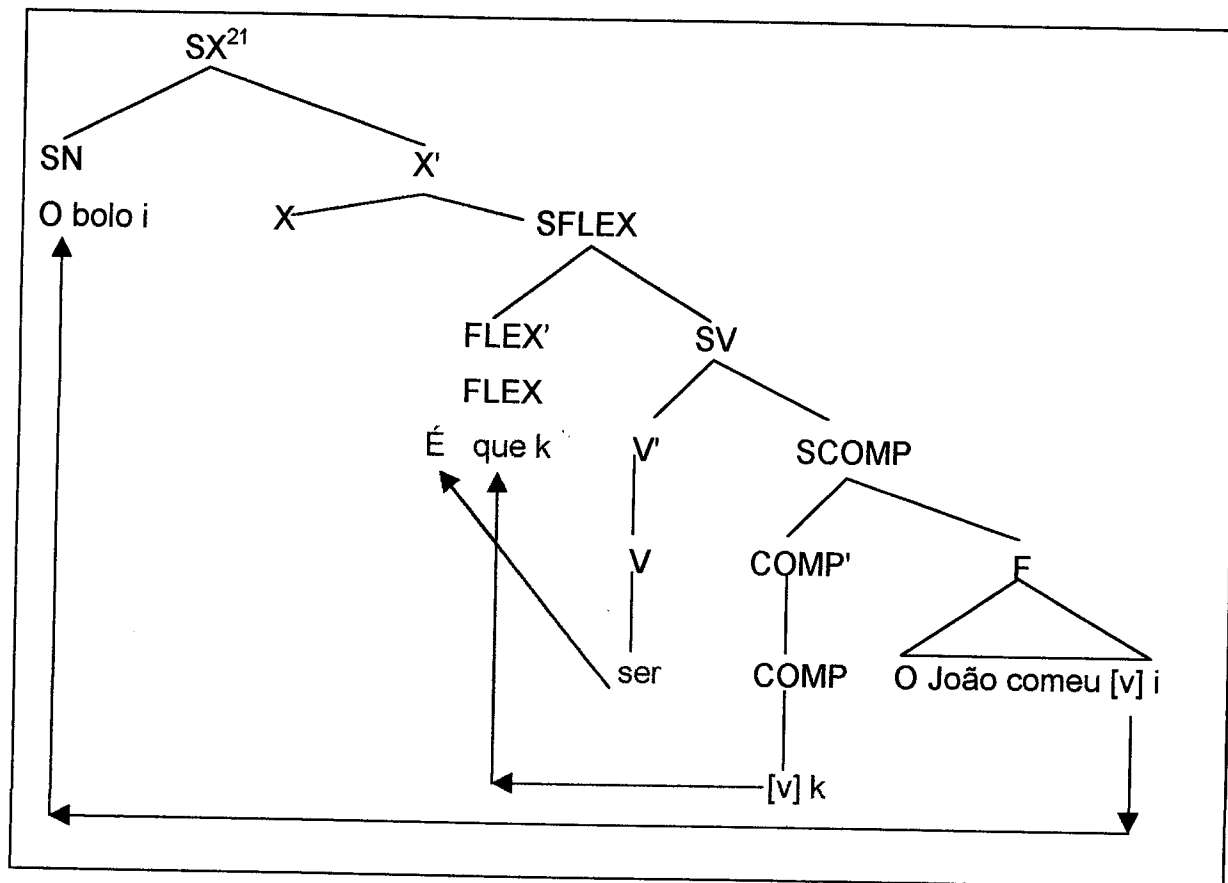 SX²¹
SN X'
O bolo i X SFLEX
FLEX' SV
FLEX
É que k V' SCOMP
V COMP' F
ser COMP O João comeu [v] i
[v] k